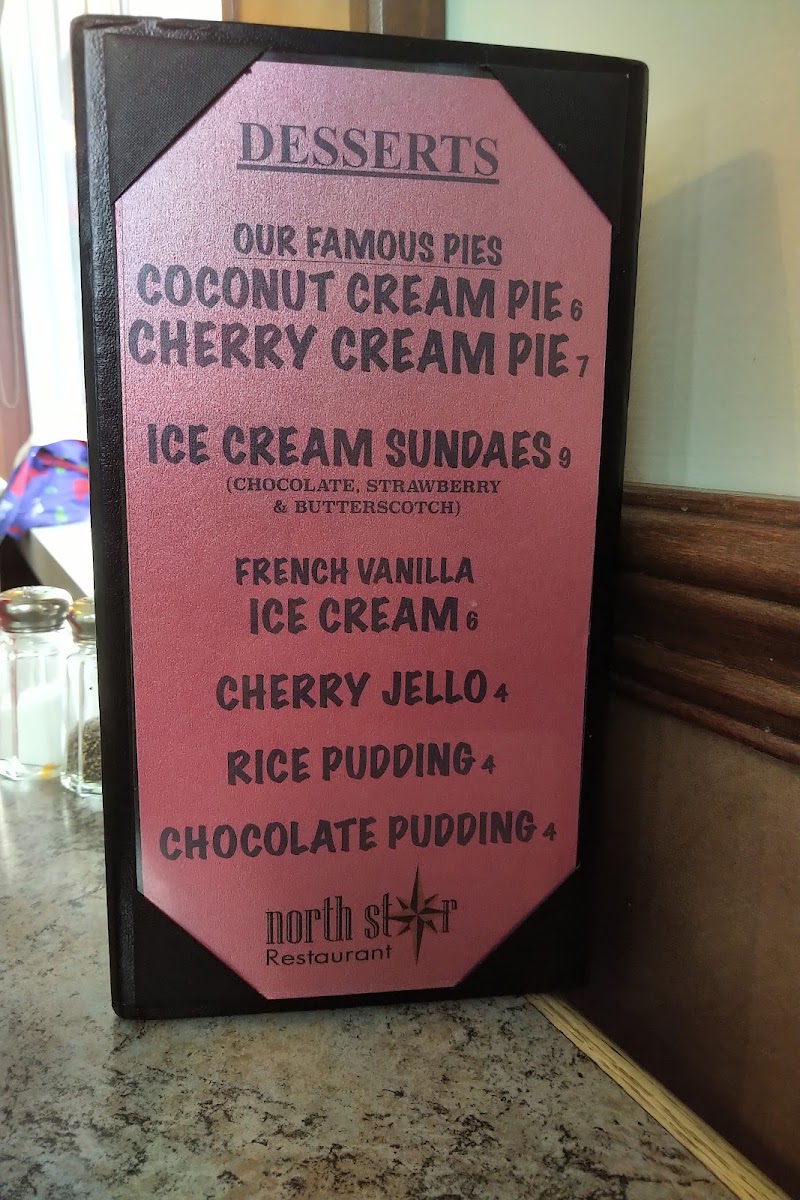 DESSERTS
OUR FAMOUS PIES
COCONUT CREAM PIE 6
CHERRY CREAM PIE 7
ICE CREAM SUNDAES 9
(CHOCOLATE, STRAWBERRY
& BUTTERSCOTCH)
FRENCH VANILLA
ICE CREAM 6
CHERRY JELLO 4
RICE PUDDING 4
CHOCOLATE PUDDING 4
north star
Restaurant